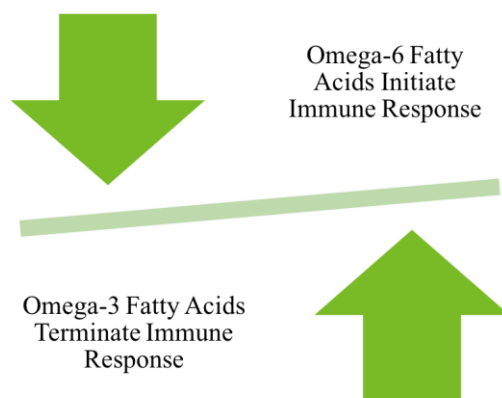 Omega-6 Fatty
Acids Initiate
Immune Response
Omega-3 Fatty Acids
Terminate Immune
Response